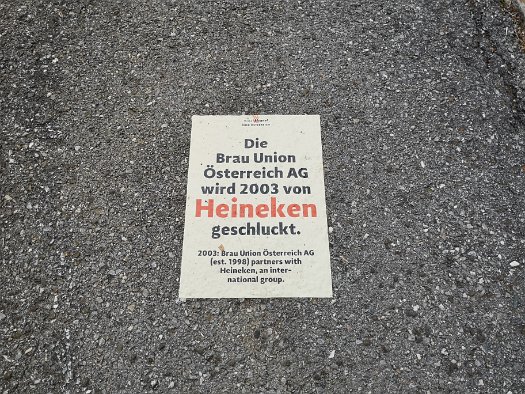 Die
Brau Union
Österreich AG
wird 2003 von
Heineken
geschluckt.
2003: Brau Union Österreich AG
(est. 1998) partners with
Heineken, an inter-
national group.